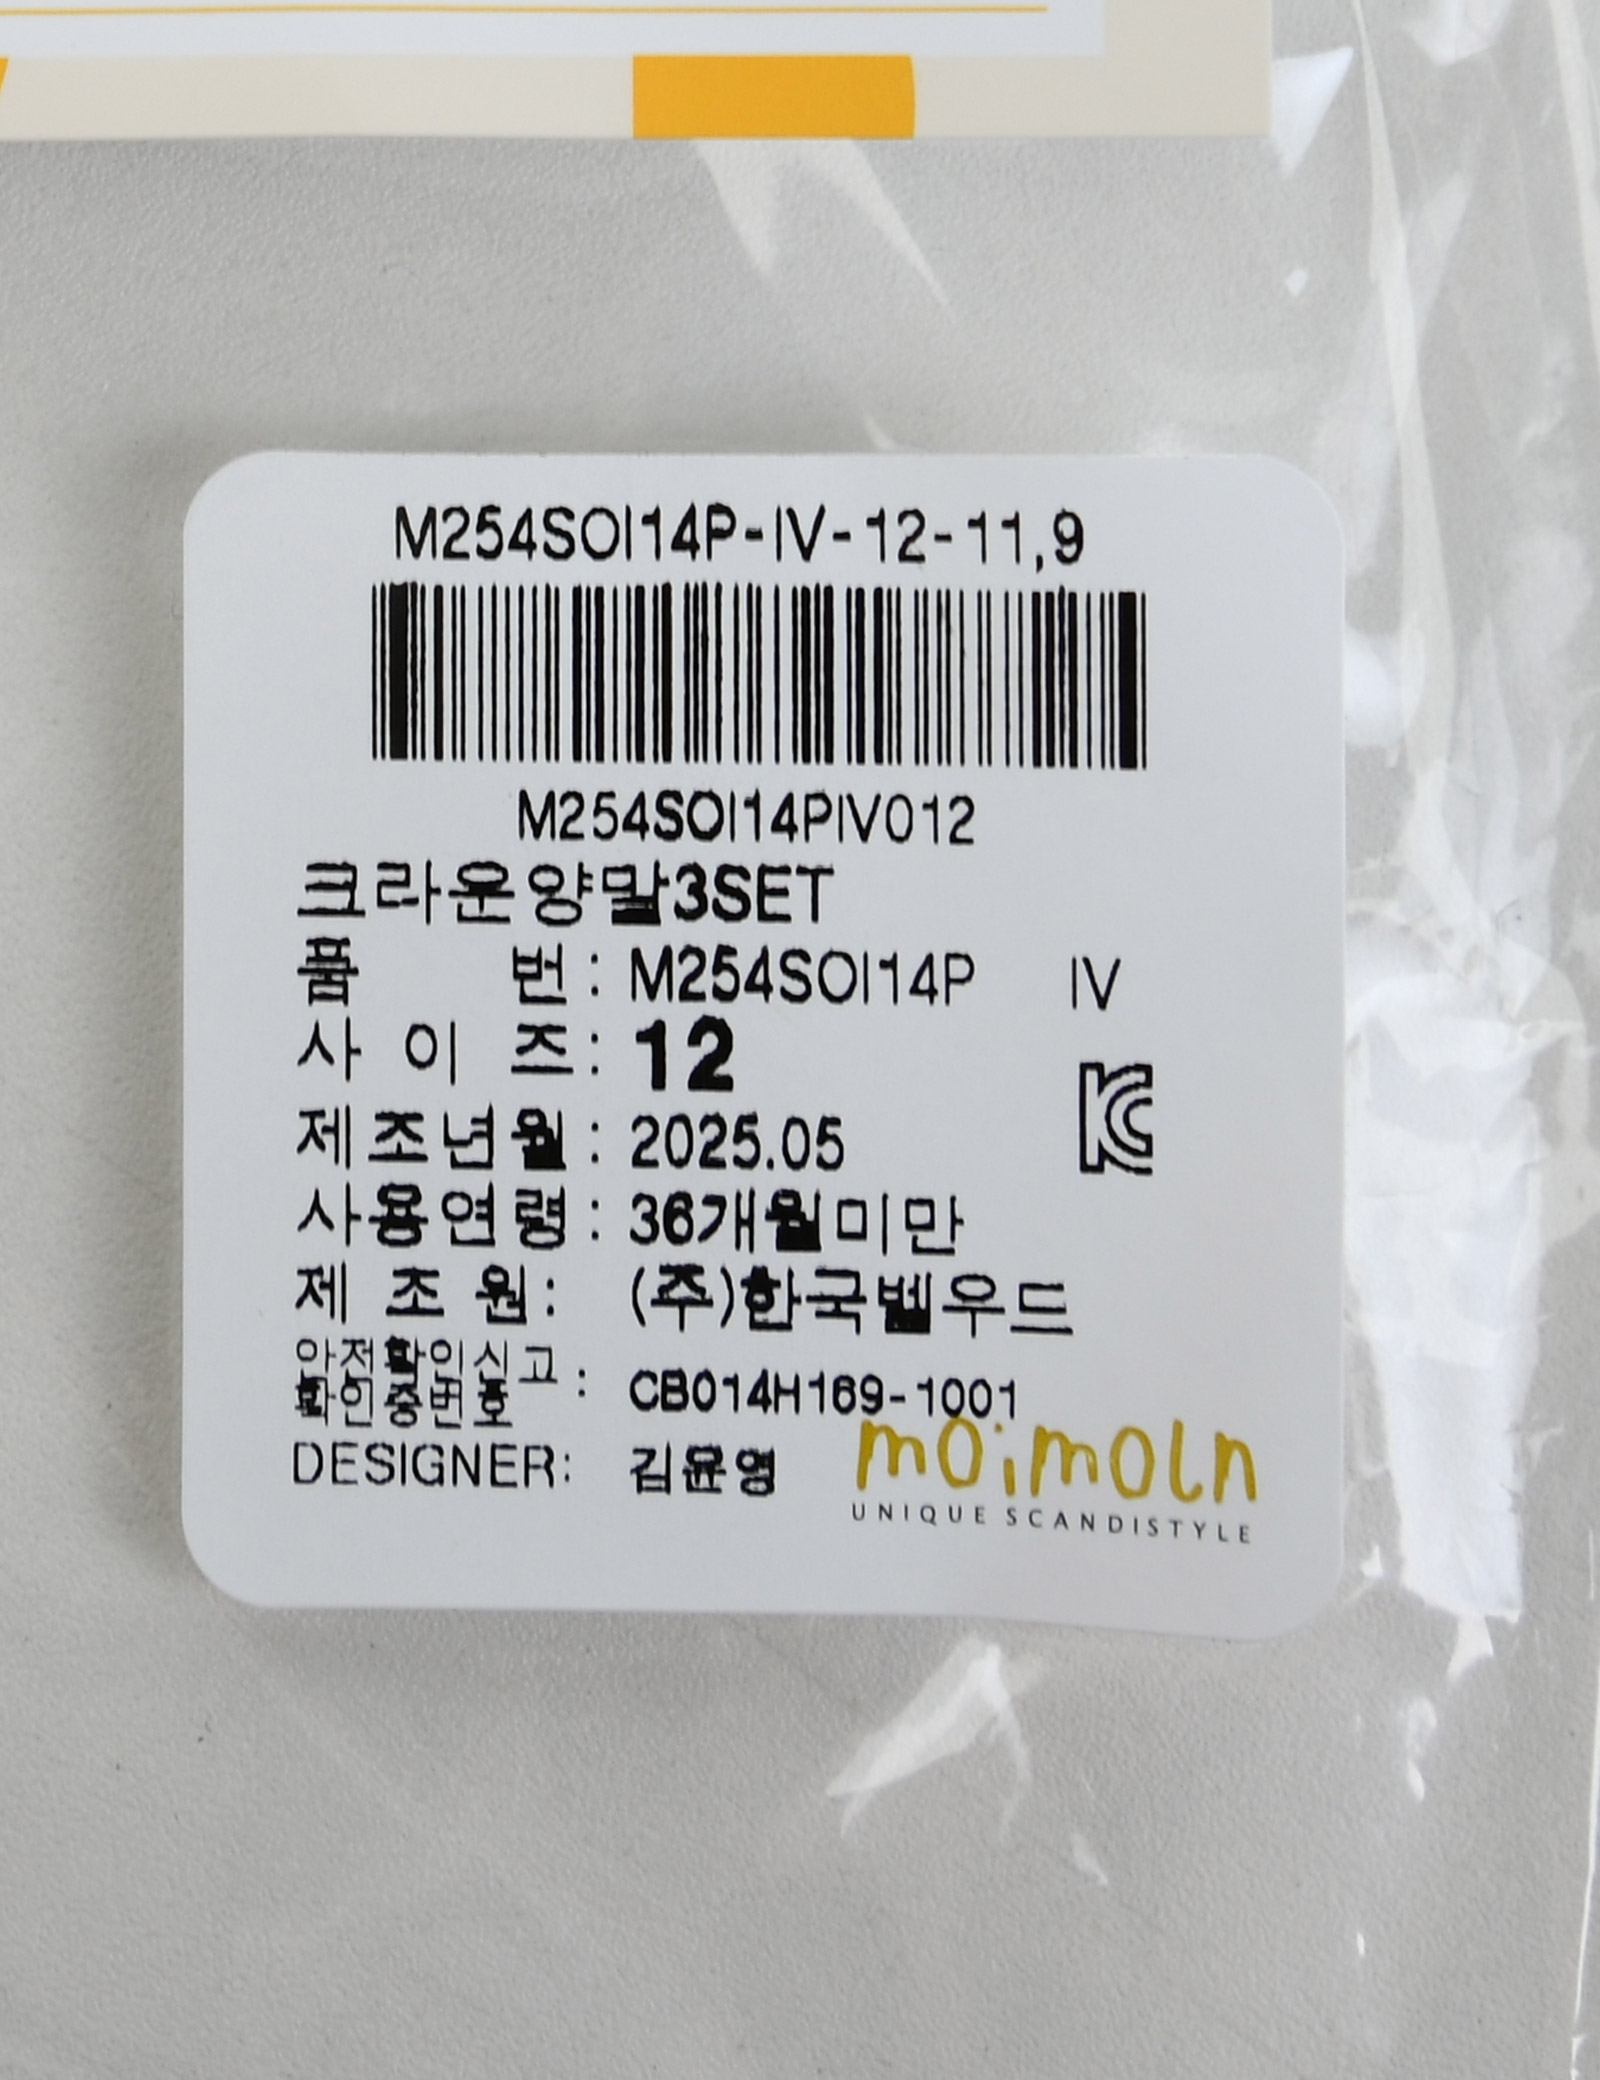 M254SOI14P-IV-12-11,9
M254SOI14PIV012
크라운양말3SET
품 번 : M254SOI14P IV
사 이 즈 : 12
제조년월 : 2025.05
사용연령 : 36개월미만
제 조 원 : (주)한국벨우드
안전확인신고
확인증번호 : CB014H169-1001
DESIGNER: 김윤영
moimoln
UNIQUE SCANDISTYLE